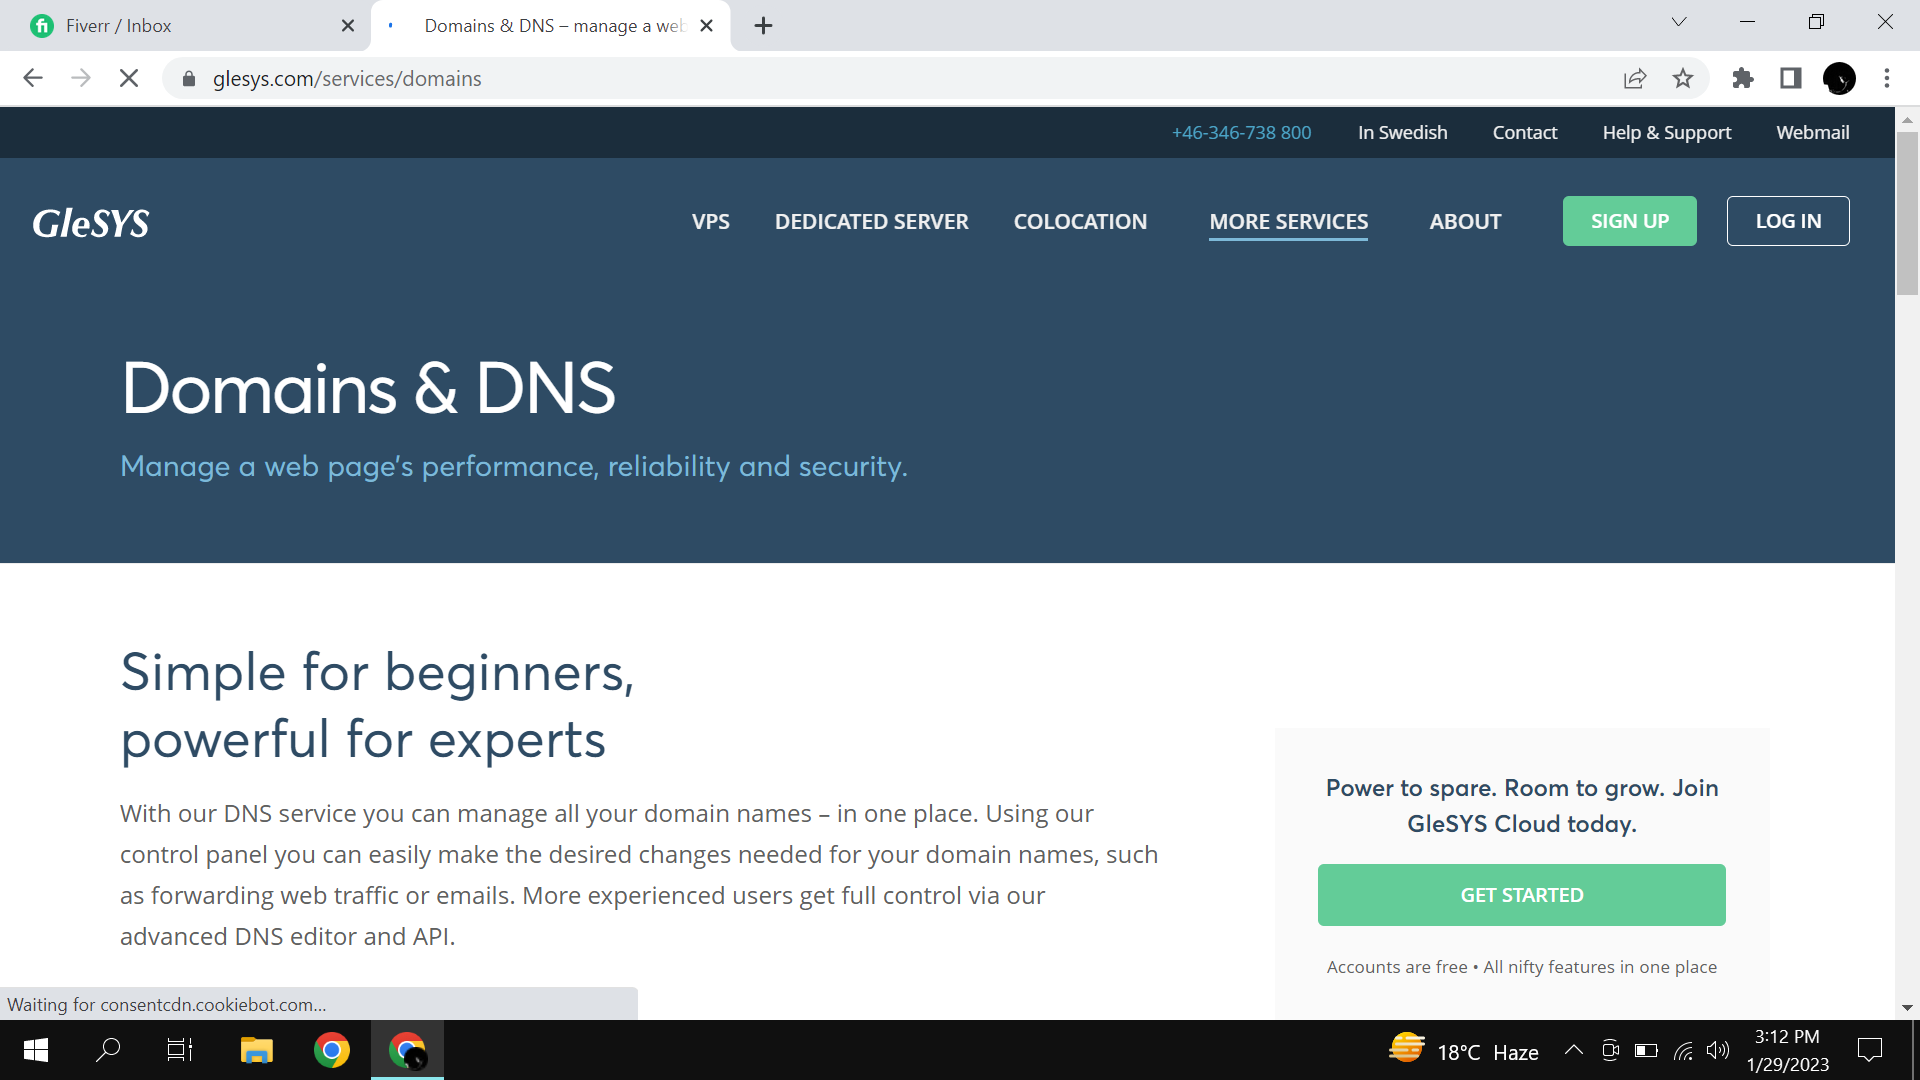 Fiverr / Inbox
Domains & DNS – manage a web
glesys.com/services/domains
+46-346-738 800
In Swedish
Contact
Help & Support
Webmail
GleSYS
VPS
DEDICATED SERVER
COLOCATION
MORE SERVICES
ABOUT
SIGN UP
LOG IN
Domains & DNS
Manage a web page's performance, reliability and security.
Simple for beginners,
powerful for experts
With our DNS service you can manage all your domain names – in one place. Using our
control panel you can easily make the desired changes needed for your domain names, such
as forwarding web traffic or emails. More experienced users get full control via our
advanced DNS editor and API.
Power to spare. Room to grow. Join
GleSYS Cloud today.
GET STARTED
Accounts are free • All nifty features in one place
Waiting for consentcdn.cookiebot.com...
18°C Haze
3:12 PM
1/29/2023